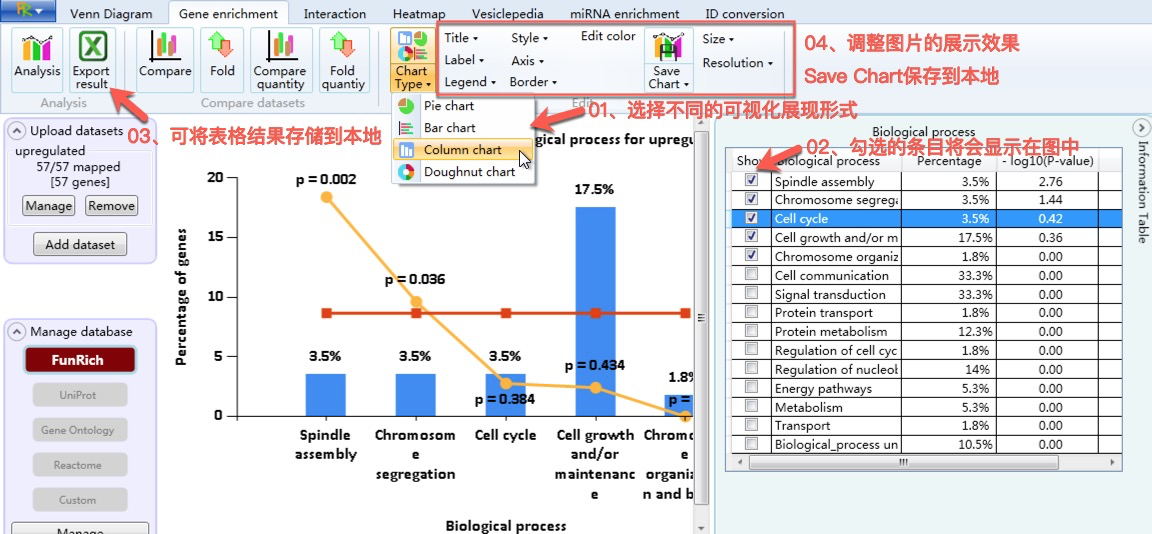 Venn Diagram Gene enrichment Interaction Heatmap Vesiclepedia miRNA enrichment ID conversion
Analysis
Export result
Compare
Fold
Compare quantity
Fold quantiy
Chart Type
Title
Label
Legend
Style
Axis
Border
Edit color
Save Chart
Size
Resolution
Analysis
Compare datasets
04、调整图片的展示效果
Save Chart保存到本地
Pie chart
Bar chart
Column chart
Doughnut chart
01、选择不同的可视化展现形式
03、可将表格结果存储到本地
02、勾选的条目将会显示在图中
Upload datasets
upregulated
57/57 mapped
[57 genes]
Manage Remove
Add dataset
Manage database
FunRich
UniProt
Gene Ontology
Reactome
Custom
Manage
gical process for upregu
Percentage of genes
20
15
10
5
0
p = 0.002
p = 0.036
p = 0.384
p = 0.434
p =
3.5%
3.5%
3.5%
17.5%
1.8%
Spindle
assembly
Chromosom
e
segregation
Cell cycle
Cell growth
and/or
maintenanc
e
Chromo
e
organiza
n and b
Biological process
Biological process
Sho Biological process Percentage - log10(P-value)
Spindle assembly 3.5% 2.76
Chromosome segrega 3.5% 1.44
Cell cycle 3.5% 0.42
Cell growth and/or m 17.5% 0.36
Chromosome organiz 1.8% 0.00
Cell communication 33.3% 0.00
Signal transduction 33.3% 0.00
Protein transport 1.8% 0.00
Protein metabolism 12.3% 0.00
Regulation of cell cyc 1.8% 0.00
Regulation of nucleot 14% 0.00
Energy pathways 5.3% 0.00
Metabolism 5.3% 0.00
Transport 1.8% 0.00
Biological_process un 10.5% 0.00
Information Table